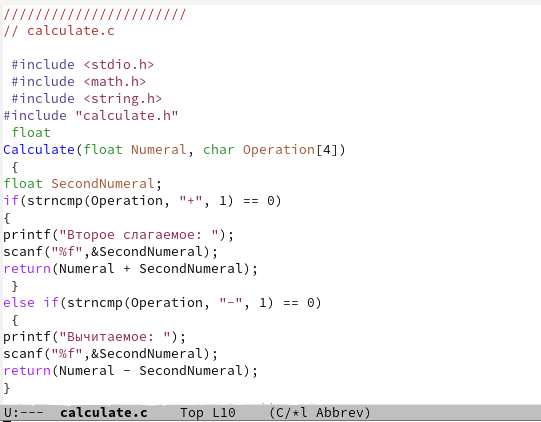 ///////////////////////
// calculate.c
#include <stdio.h>
#include <math.h>
#include <string.h>
#include "calculate.h"
float
Calculate(float Numeral, char Operation[4])
{
float SecondNumeral;
if(strncmp(Operation, "+", 1) == 0)
{
printf("Второе слагаемое: ");
scanf("%f",&SecondNumeral);
return(Numeral + SecondNumeral);
}
else if(strncmp(Operation, "-", 1) == 0)
{
printf("Вычитаемое: ");
scanf("%f",&SecondNumeral);
return(Numeral - SecondNumeral);
}
U:--- calculate.c Top L10 (C/*l Abbrev)